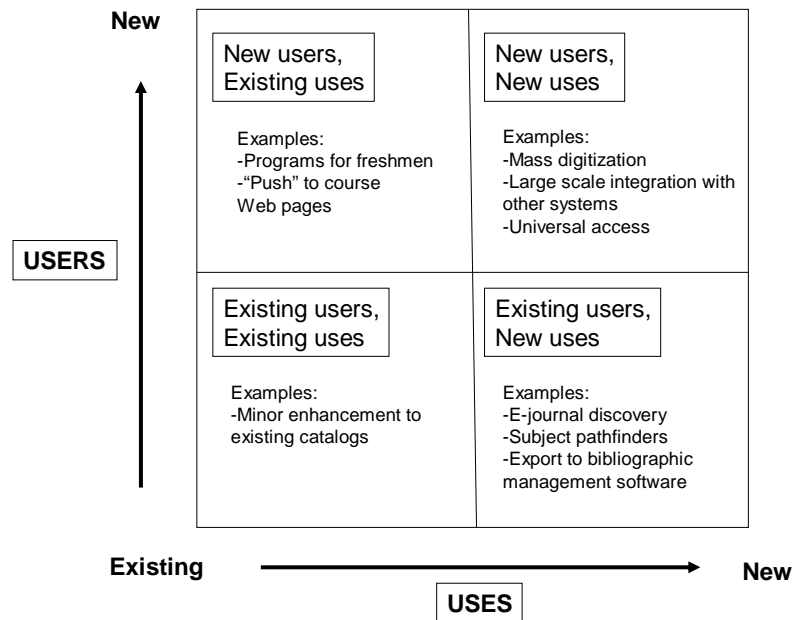 New
New users,
Existing uses
Examples:
-Programs for freshmen
-“Push” to course
Web pages
New users,
New uses
Examples:
-Mass digitization
-Large scale integration with
other systems
-Universal access
USERS
Existing users,
Existing uses
Examples:
-Minor enhancement to
existing catalogs
Existing users,
New uses
Examples:
-E-journal discovery
-Subject pathfinders
-Export to bibliographic
management software
Existing
New
USES